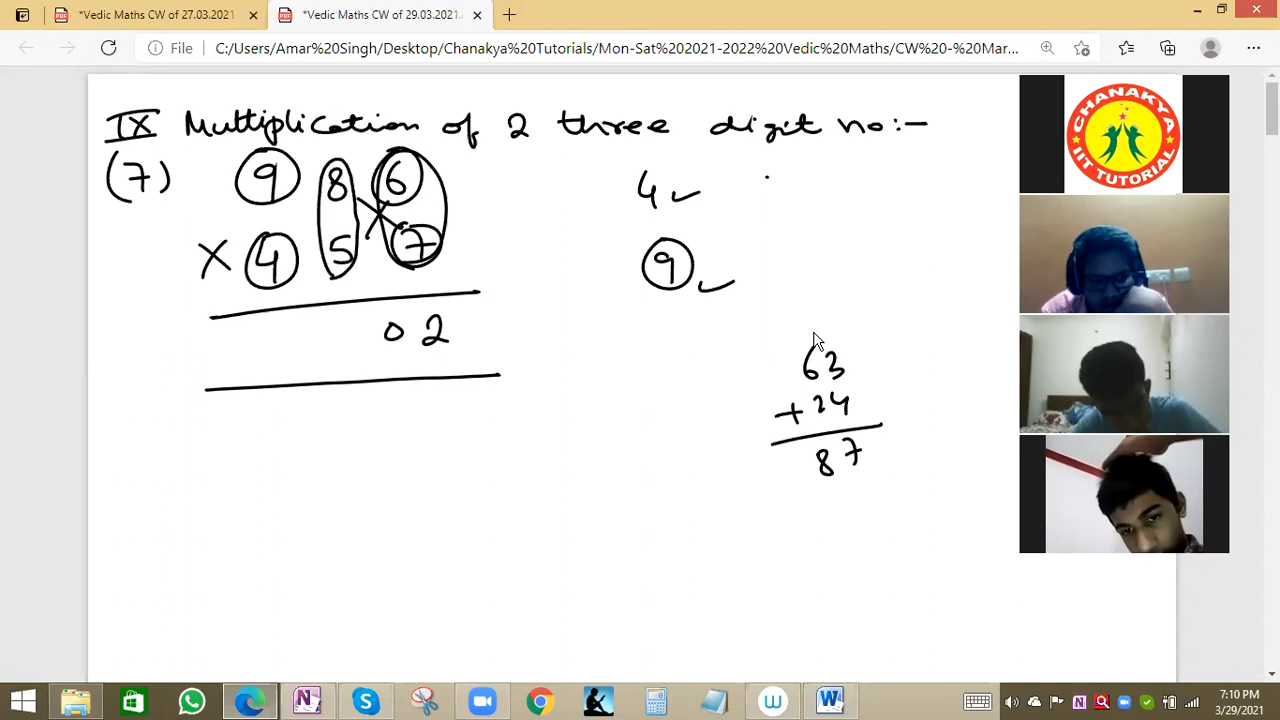 *Vedic Maths CW of 27.03.2021
*Vedic Maths CW of 29.03.2021.
File
C:/Users/Amar%20Singh/Desktop/Chanakya%20Tutorials/Mon-Sat%202021-2022%20Vedic%20Maths/CW%20-%20Mar...
CHANAKYA
IIT TUTORIAL
IX Multiplication of 2 three digit no:-
(7) 9 8 6
× 4 5 7
0 2
4 ✓
9 ✓
63
+ 24
87
7:10 PM
3/29/2021